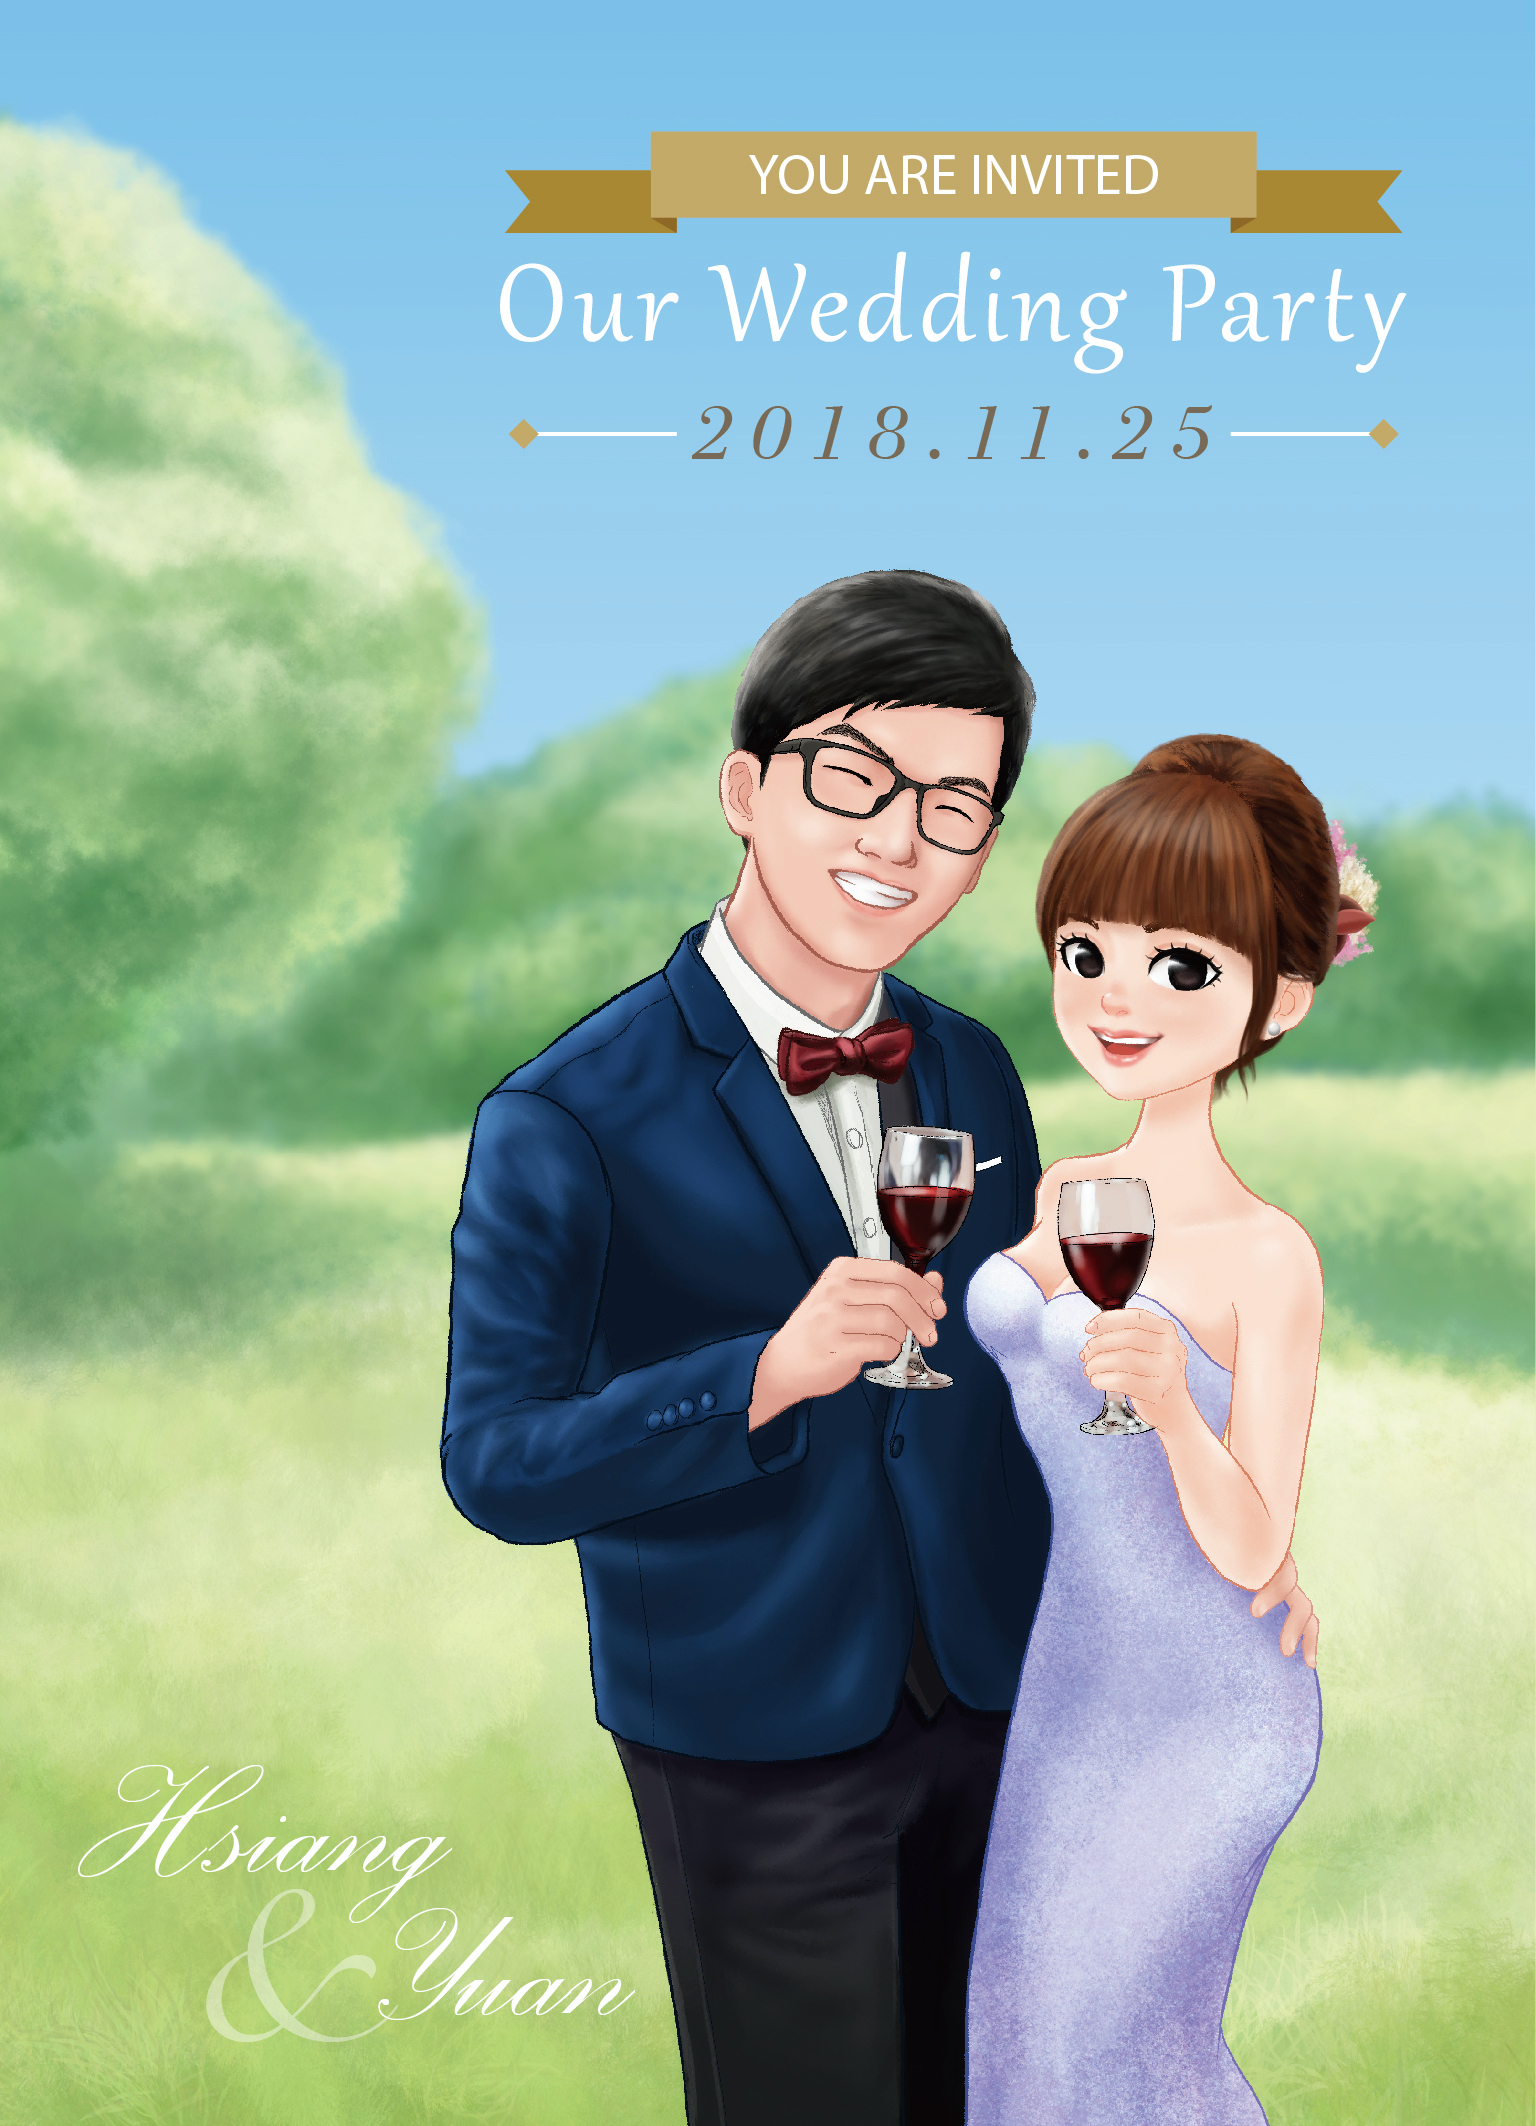 YOU ARE INVITED
Our Wedding Party
2018.11.25
Hsiang
&
Yuan